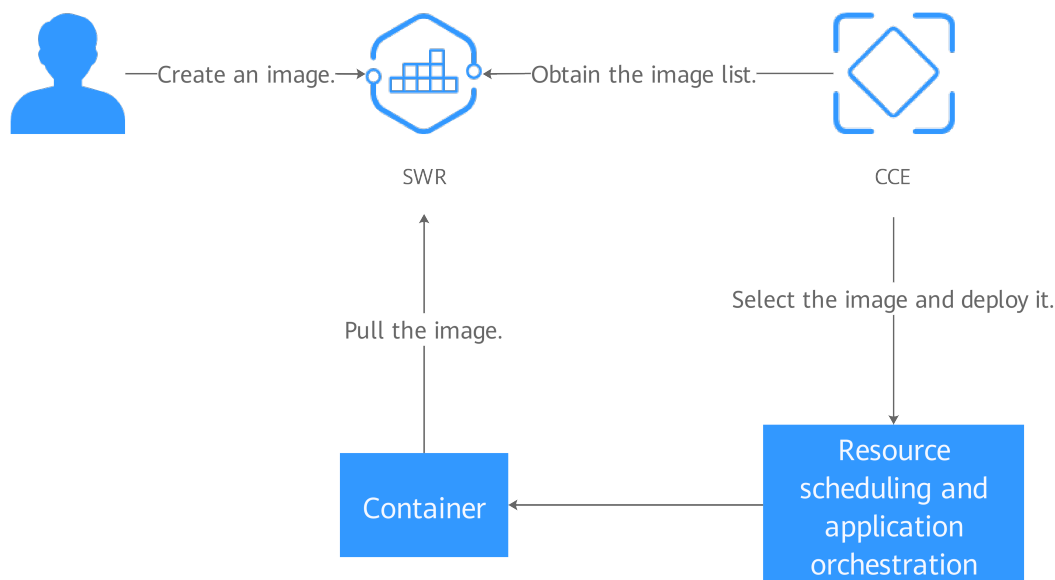 Create an image.
Obtain the image list.
SWR
CCE
Select the image and deploy it.
Pull the image.
Container
Resource
scheduling and
application
orchestration